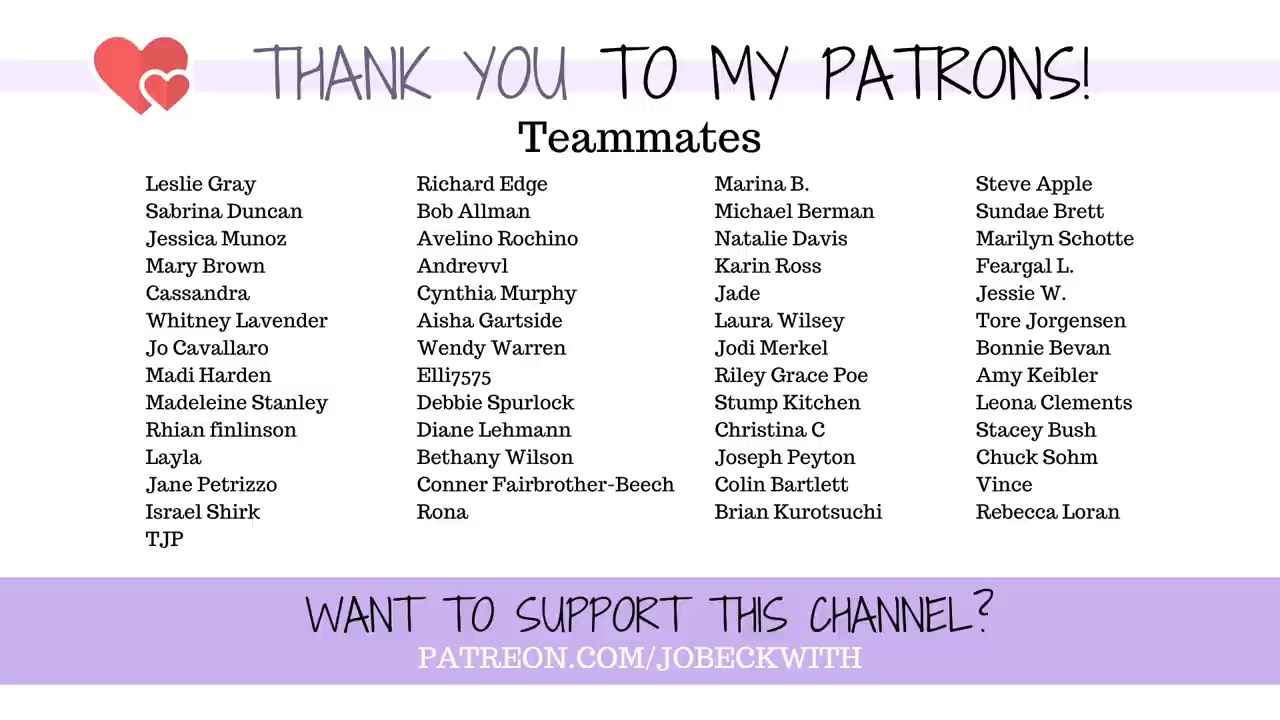 THANK YOU TO MY PATRONS!
Teammates
Leslie Gray
Sabrina Duncan
Jessica Munoz
Mary Brown
Cassandra
Whitney Lavender
Jo Cavallaro
Madi Harden
Madeleine Stanley
Rhian finlinson
Layla
Jane Petrizzo
Israel Shirk
TJP
Richard Edge
Bob Allman
Avelino Rochino
Andrevvl
Cynthia Murphy
Aisha Gartside
Wendy Warren
Elli7575
Debbie Spurlock
Diane Lehmann
Bethany Wilson
Conner Fairbrother-Beech
Rona
Marina B.
Michael Berman
Natalie Davis
Karin Ross
Jade
Laura Wilsey
Jodi Merkel
Riley Grace Poe
Stump Kitchen
Christina C
Joseph Peyton
Colin Bartlett
Brian Kurotsuchi
Steve Apple
Sundae Brett
Marilyn Schotte
Feargal L.
Jessie W.
Tore Jorgensen
Bonnie Bevan
Amy Keibler
Leona Clements
Stacey Bush
Chuck Sohm
Vince
Rebecca Loran
WANT TO SUPPORT THIS CHANNEL?
PATREON.COM/JOBECKWITH